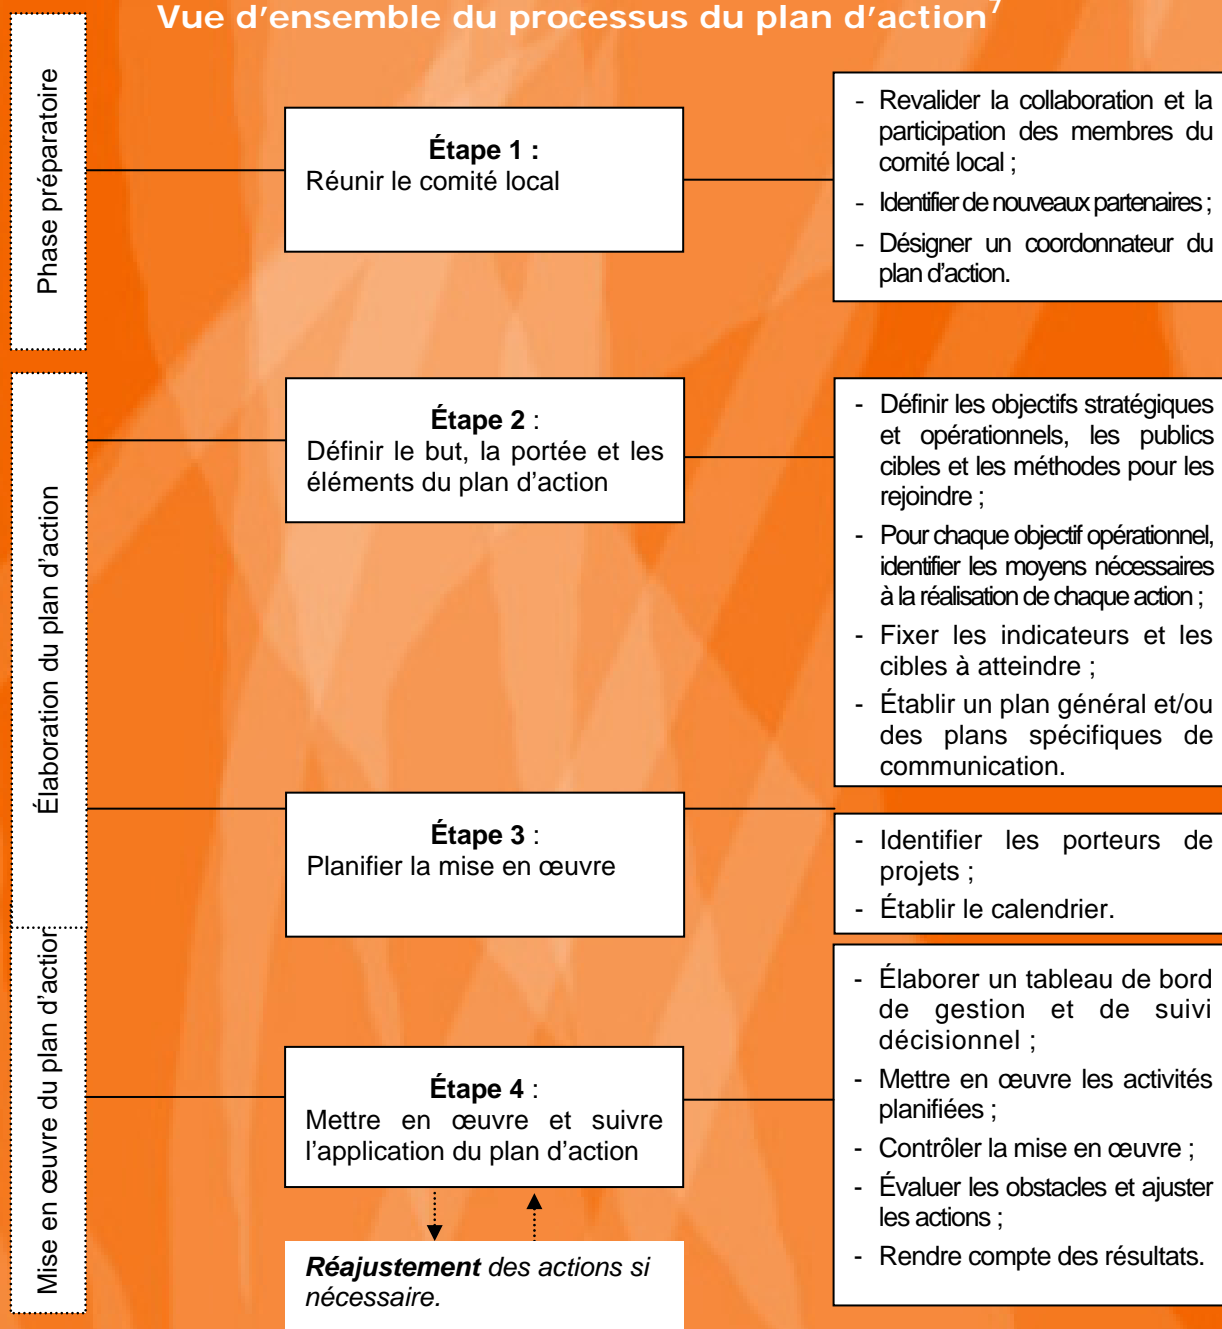 Vue d’ensemble du processus du plan d’action7
Phase préparatoire
Étape 1 :
Réunir le comité local
- Revalider la collaboration et la
participation des membres du
comité local ;
- Identifier de nouveaux partenaires ;
- Désigner un coordonnateur du
plan d’action.
Élaboration du plan d’action
Étape 2 :
Définir le but, la portée et les
éléments du plan d’action
- Définir les objectifs stratégiques
et opérationnels, les publics
cibles et les méthodes pour les
rejoindre ;
- Pour chaque objectif opérationnel,
identifier les moyens nécessaires
à la réalisation de chaque action ;
- Fixer les indicateurs et les
cibles à atteindre ;
- Établir un plan général et/ou
des plans spécifiques de
communication.
Étape 3 :
Planifier la mise en œuvre
- Identifier les porteurs de
projets ;
- Établir le calendrier.
Mise en œuvre du plan d’action
Étape 4 :
Mettre en œuvre et suivre
l’application du plan d’action
- Élaborer un tableau de bord
de gestion et de suivi
décisionnel ;
- Mettre en œuvre les activités
planifiées ;
- Contrôler la mise en œuvre ;
- Évaluer les obstacles et ajuster
les actions ;
- Rendre compte des résultats.
Réajustement des actions si
nécessaire.